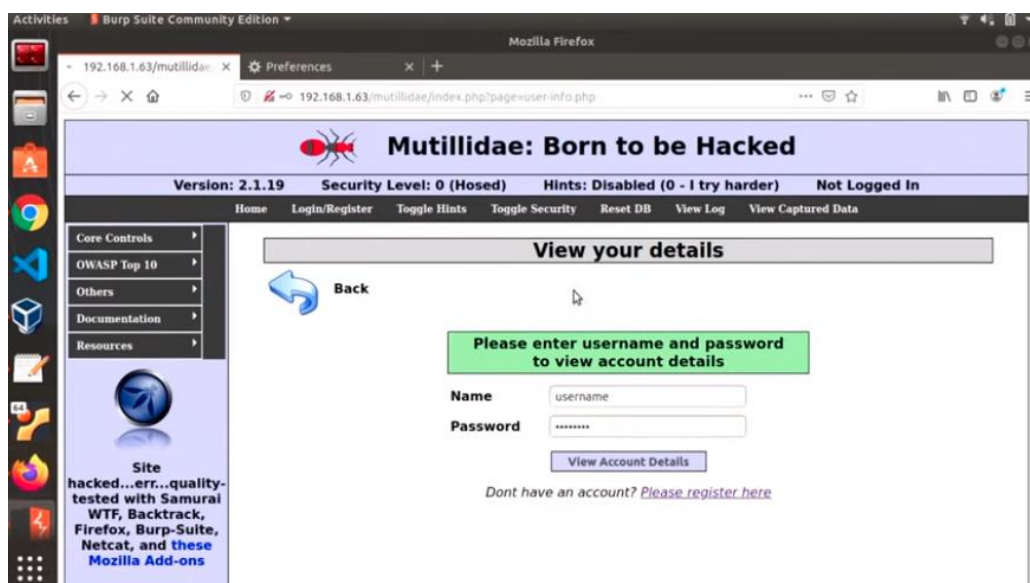 Activities Burp Suite Community Edition
Mozilla Firefox
192.168.1.63/mutillidae
Preferences
192.168.1.63/mutillidae/index.php?page=user-info.php
Mutillidae: Born to be Hacked
Version: 2.1.19 Security Level: 0 (Hosed) Hints: Disabled (0 - I try harder) Not Logged In
Home Login/Register Toggle Hints Toggle Security Reset DB View Log View Captured Data
Core Controls
OWASP Top 10
Others
Documentation
Resources
View your details
Back
Please enter username and password
to view account details
Name username
Password ••••••••
View Account Details
Dont have an account? Please register here
Site
hacked...err...quality-
tested with Samurai
WTF, Backtrack,
Firefox, Burp-Suite,
Netcat, and these
Mozilla Add-ons
64